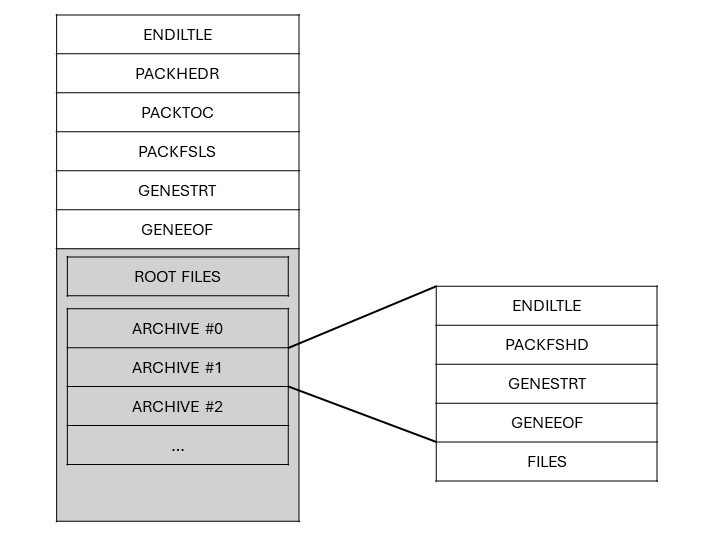 ENDILTLE
PACKHEDR
PACKTOC
PACKFSLS
GENESTRT
GENEEOF
ROOT FILES
ARCHIVE #0
ARCHIVE #1
ARCHIVE #2
...
ENDILTLE
PACKFSHD
GENESTRT
GENEEOF
FILES